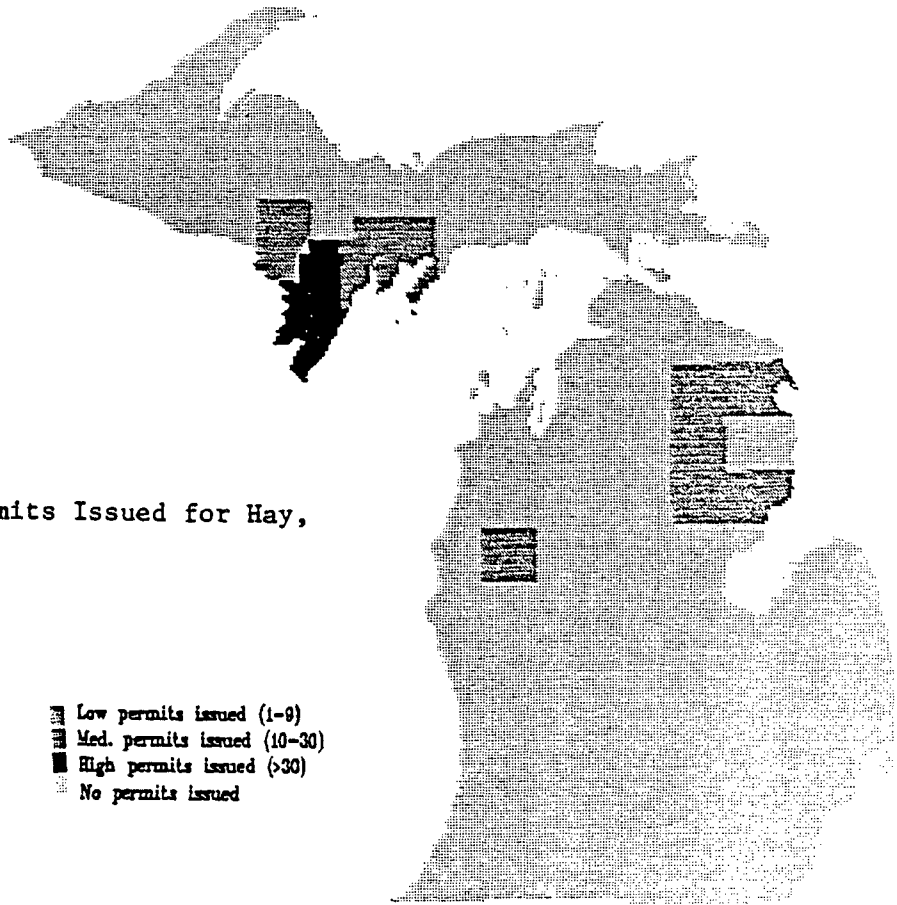 mits Issued for Hay,
Low permits issued (1-9)
Med. permits issued (10-30)
High permits issued (>30)
No permits issued